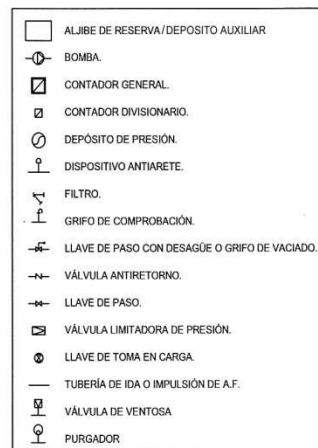 ALJIBE DE RESERVA/DEPOSITO AUXILIAR
BOMBA.
CONTADOR GENERAL.
CONTADOR DIVISIONARIO.
DEPÓSITO DE PRESIÓN.
DISPOSITIVO ANTIARETE.
FILTRO.
GRIFO DE COMPROBACIÓN.
LLAVE DE PASO CON DESAGÜE O GRIFO DE VACIADO.
VÁLVULA ANTIRETORNO.
LLAVE DE PASO.
VÁLVULA LIMITADORA DE PRESIÓN.
LLAVE DE TOMA EN CARGA.
TUBERÍA DE IDA O IMPULSIÓN DE A.F.
VÁLVULA DE VENTOSA
PURGADOR